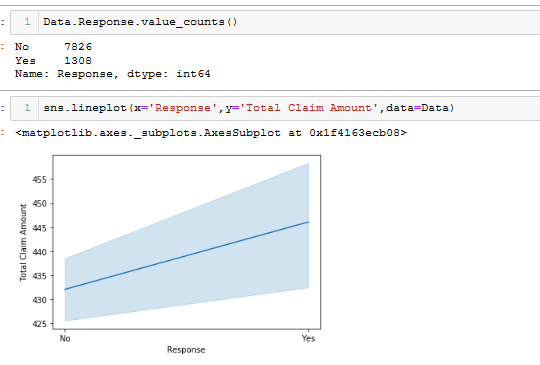 : 1 Data.Response.value_counts()
: No 7826
Yes 1308
Name: Response, dtype: int64
: 1 sns.lineplot(x='Response',y='Total Claim Amount',data=Data)
: <matplotlib.axes._subplots.AxesSubplot at 0x1f4163ecb08>
455
450
445
440
435
430
425
Total Claim Amount
No Yes
Response